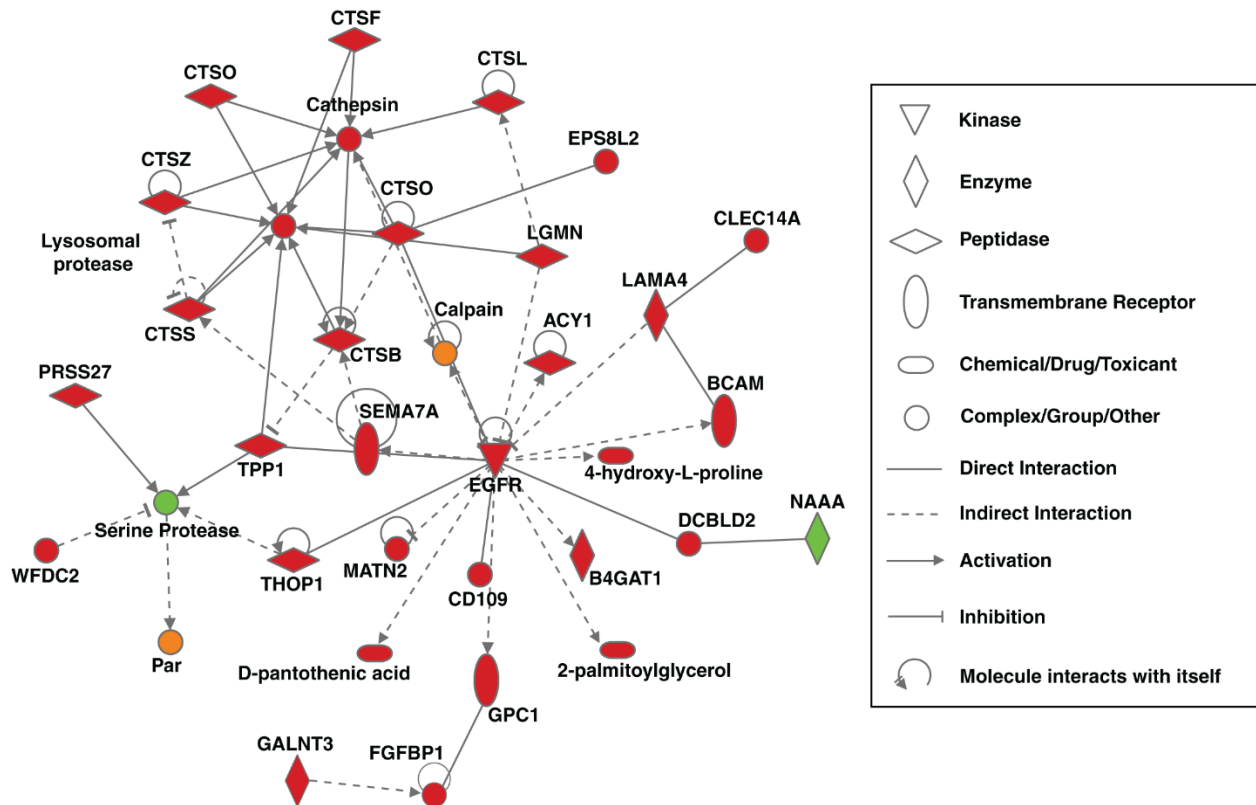 CTSF
CTSO
CTSL
Cathepsin
EPS8L2
CTSZ
CTSO
CLEC14A
Lysosomal
protease
LGMN
LAMA4
CTSS
CTSB
Calpain
ACY1
PRSS27
BCAM
SEMA7A
TPP1
EGFR
4-hydroxy-L-proline
Serine Protease
NAAA
DCBLD2
WFDC2
THOP1
MATN2
CD109
B4GAT1
Par
D-pantothenic acid
2-palmitoylglycerol
GPC1
GALNT3
FGFBP1
Kinase
Enzyme
Peptidase
Transmembrane Receptor
Chemical/Drug/Toxicant
Complex/Group/Other
Direct Interaction
Indirect Interaction
Activation
Inhibition
Molecule interacts with itself